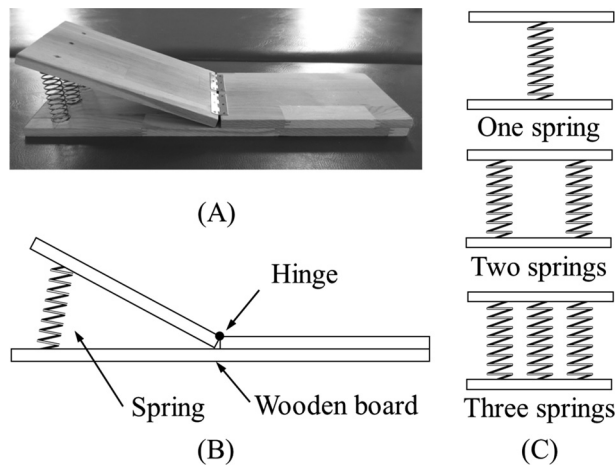 (A)
Hinge
Spring
Wooden board
(B)
One spring
Two springs
Three springs
(C)